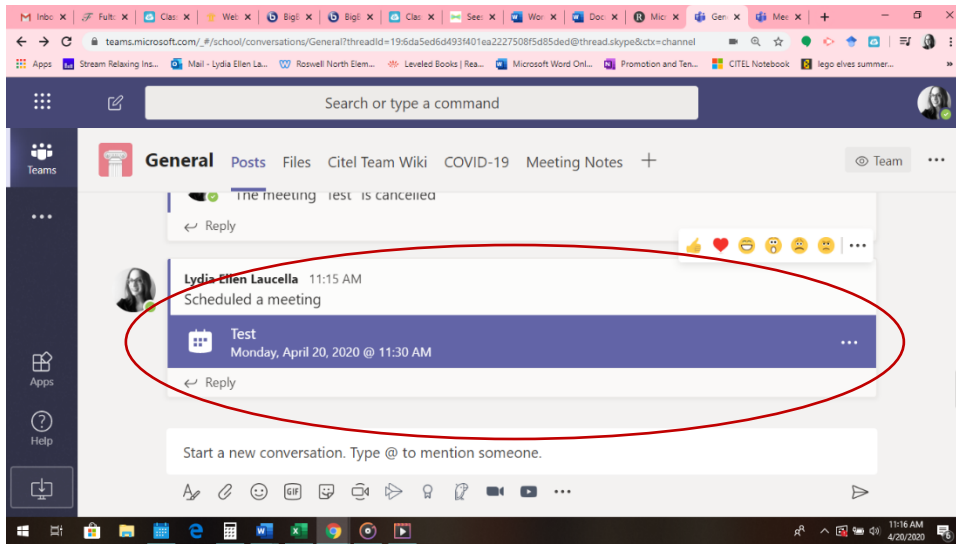 Inbo
Fulto
Clas
Wel
BigE
BigE
Clas
See
Wor
Doc
Mic
Gen
Mee
teams.microsoft.com/_#/school/conversations/General?threadId=19:6da5ed6d493f401ea2227508f5d85ded@thread.skype&ctx=channel
Apps
Stream Relaxing Ins...
Mail - Lydia Ellen La...
Roswell North Elem...
Leveled Books | Rea...
Microsoft Word Onl...
Promotion and Ten...
CITEL Notebook
lego elves summer...
Search or type a command
Teams
General Posts Files Citel Team Wiki COVID-19 Meeting Notes
Team
The meeting Test is cancelled
Reply
Lydia Ellen Laucella 11:15 AM
Scheduled a meeting
Test
Monday, April 20, 2020 @ 11:30 AM
Reply
Apps
Help
Start a new conversation. Type @ to mention someone.
GIF
11:16 AM
4/20/2020